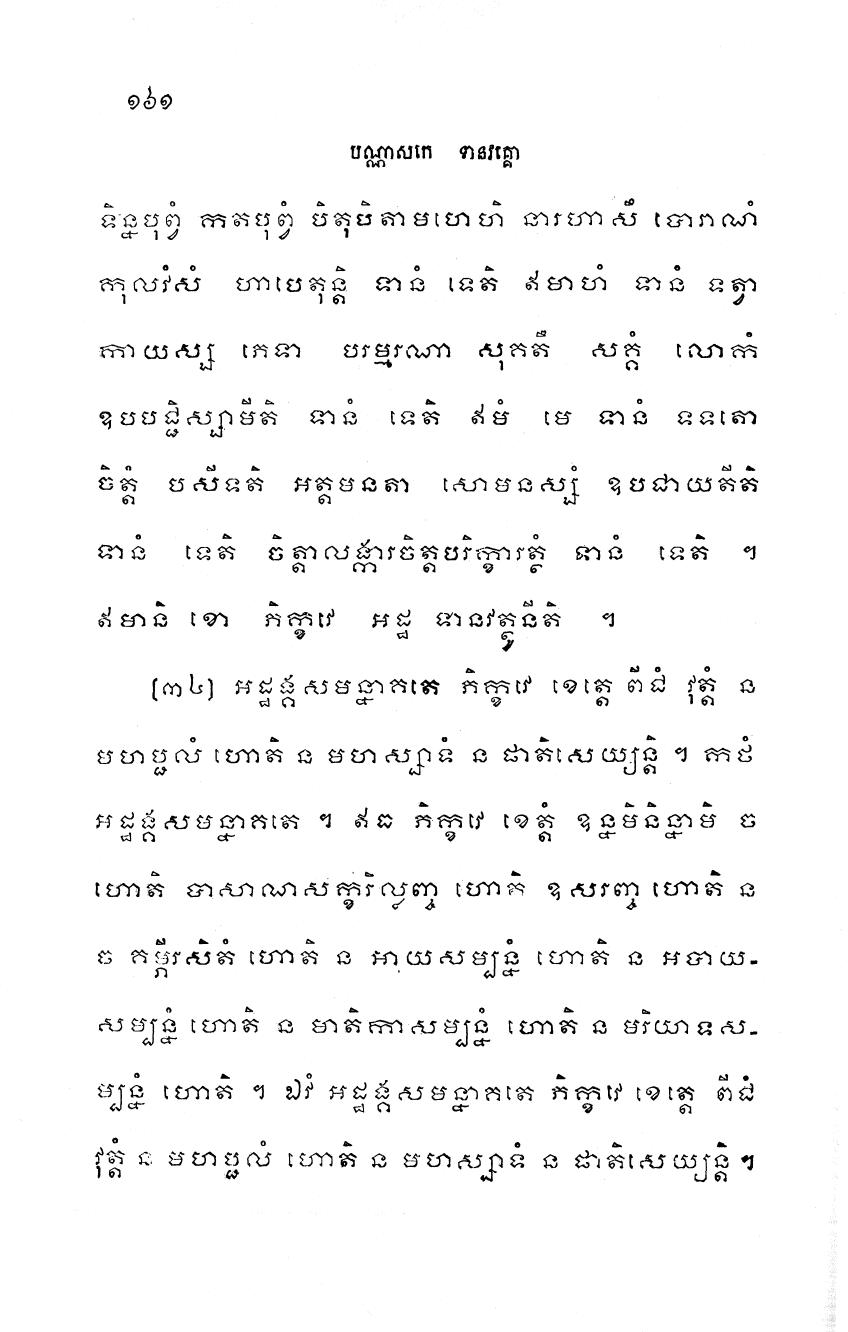 ១៦១
បណ្ណាសកេ ទានវគ្គោ
ទិន្នបុព្វំ កតបុព្វំ បិតុបិតាមហេហិ នារហាមិ បោរាណំ
កុលវំសំ ហាបេតុន្តិ ទានំ ទេតិ ឥមាហំ ទានំ ទត្វា
កាយស្ស ភេទា បរម្មរណា សុគតឹ សគ្គំ លោកំ
ឧបបជ្ជិស្សាមីតិ ទានំ ទេតិ ឥមំ មេ ទានំ ទទតោ
ចិត្តំ បសីទតិ អត្តមនតា សោមនស្សំ ឧបជាយតីតិ
ទានំ ទេតិ ចិត្តាលង្ការចិត្តបរិក្ខារត្ថំ ទានំ ទេតិ ។
ឥមានិ ខោ ភិក្ខវេ អដ្ឋ ទានវត្ថូនីតិ ។
[៣៤] អដ្ឋង្គសមន្នាគតេ ភិក្ខវេ ខេត្តេ ពីជំ វុត្តំ ន
មហប្ផលំ ហោតិ ន មហស្សាទំ ន ផាតិសេយ្យន្តិ ។ កថំ
អដ្ឋង្គសមន្នាគតេ ។ ឥធ ភិក្ខវេ ខេត្តំ ឧន្នមិនិន្នាមិ ច
ហោតិ បាសាណសក្ខរិល្លញ្ច ហោតិ ឧសរញ្ច ហោតិ ន
ច គម្ភីរសិតំ ហោតិ ន អាយសម្បន្នំ ហោតិ ន អបាយ-
សម្បន្នំ ហោតិ ន មាតិកាសម្បន្នំ ហោតិ ន មរិយាទស-
ម្បន្នំ ហោតិ ។ ឯវំ អដ្ឋង្គសមន្នាគតេ ភិក្ខវេ ខេត្តេ ពីជំ
វុត្តំ ន មហប្ផលំ ហោតិ ន មហស្សាទំ ន ផាតិសេយ្យន្តិ ។